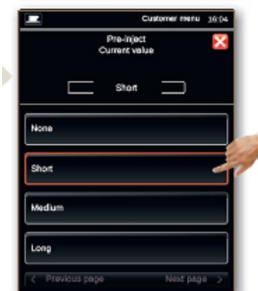 Customer menu 16:04
Pre-inject
Current value
Short
None
Short
Medium
Long
< Previous page Next page >